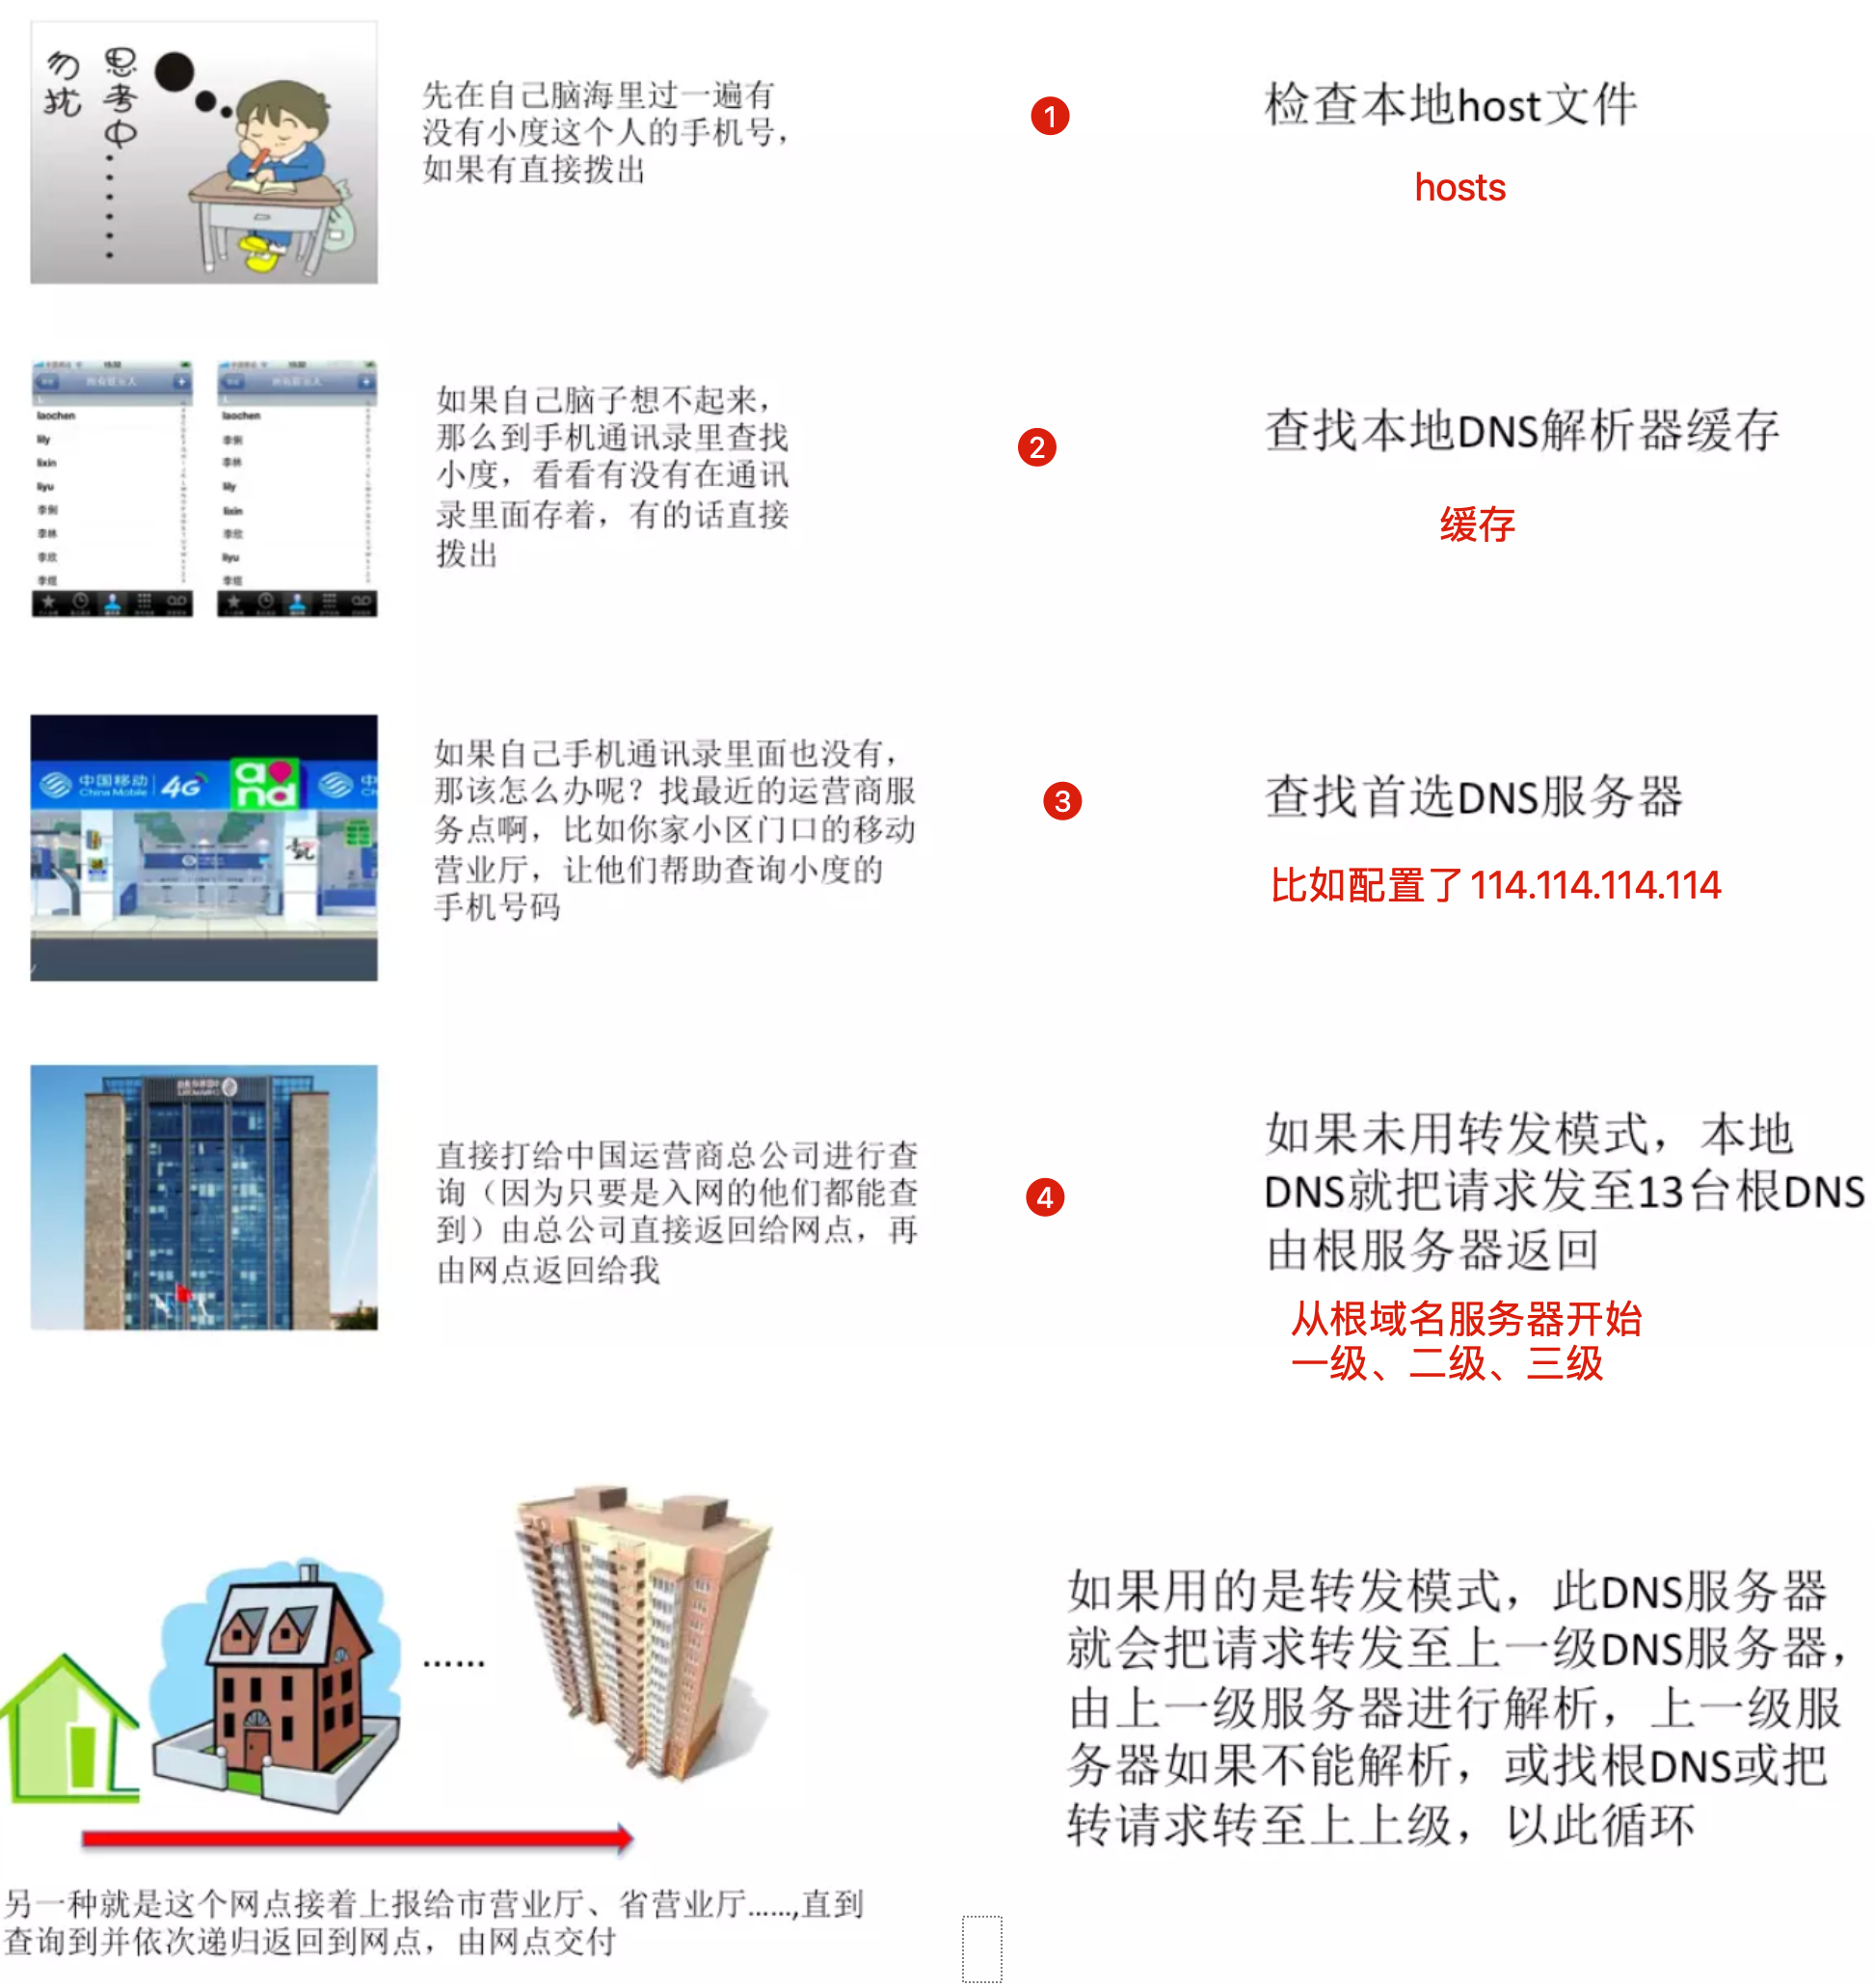 勿扰
思考中
先在自己脑海里过一遍有
没有小度这个人的手机号，
如果有直接拨出
1
检查本地host文件
hosts
laochen
lily
lixin
liyu
李俐
李林
李欣
李煜
laochen
李俐
李林
lily
lixin
李欣
liyu
李煜
如果自己脑子想不起来，
那么到手机通讯录里查找
小度，看看有没有在通讯
录里面存着，有的话直接
拨出
2
查找本地DNS解析器缓存
缓存
中国移动
China Mobile
4G
and
如果自己手机通讯录里面也没有，
那该怎么办呢？找最近的运营商服
务点啊，比如你家小区门口的移动
营业厅，让他们帮助查询小度的
手机号码
3
查找首选DNS服务器
比如配置了114.114.114.114
直接打给中国运营商总公司进行查
询（因为只要是入网的他们都能查
到）由总公司直接返回给网点，再
由网点返回给我
4
如果未用转发模式，本地
DNS就把请求发至13台根DNS
由根服务器返回
从根域名服务器开始
一级、二级、三级
......
如果用的是转发模式，此DNS服务器
就会把请求转发至上一级DNS服务器，
由上一级服务器进行解析，上一级服
务器如果不能解析，或找根DNS或把
转请求转至上上级，以此循环
另一种就是这个网点接着上报给市营业厅、省营业厅......,直到
查询到并依次递归返回到网点，由网点交付